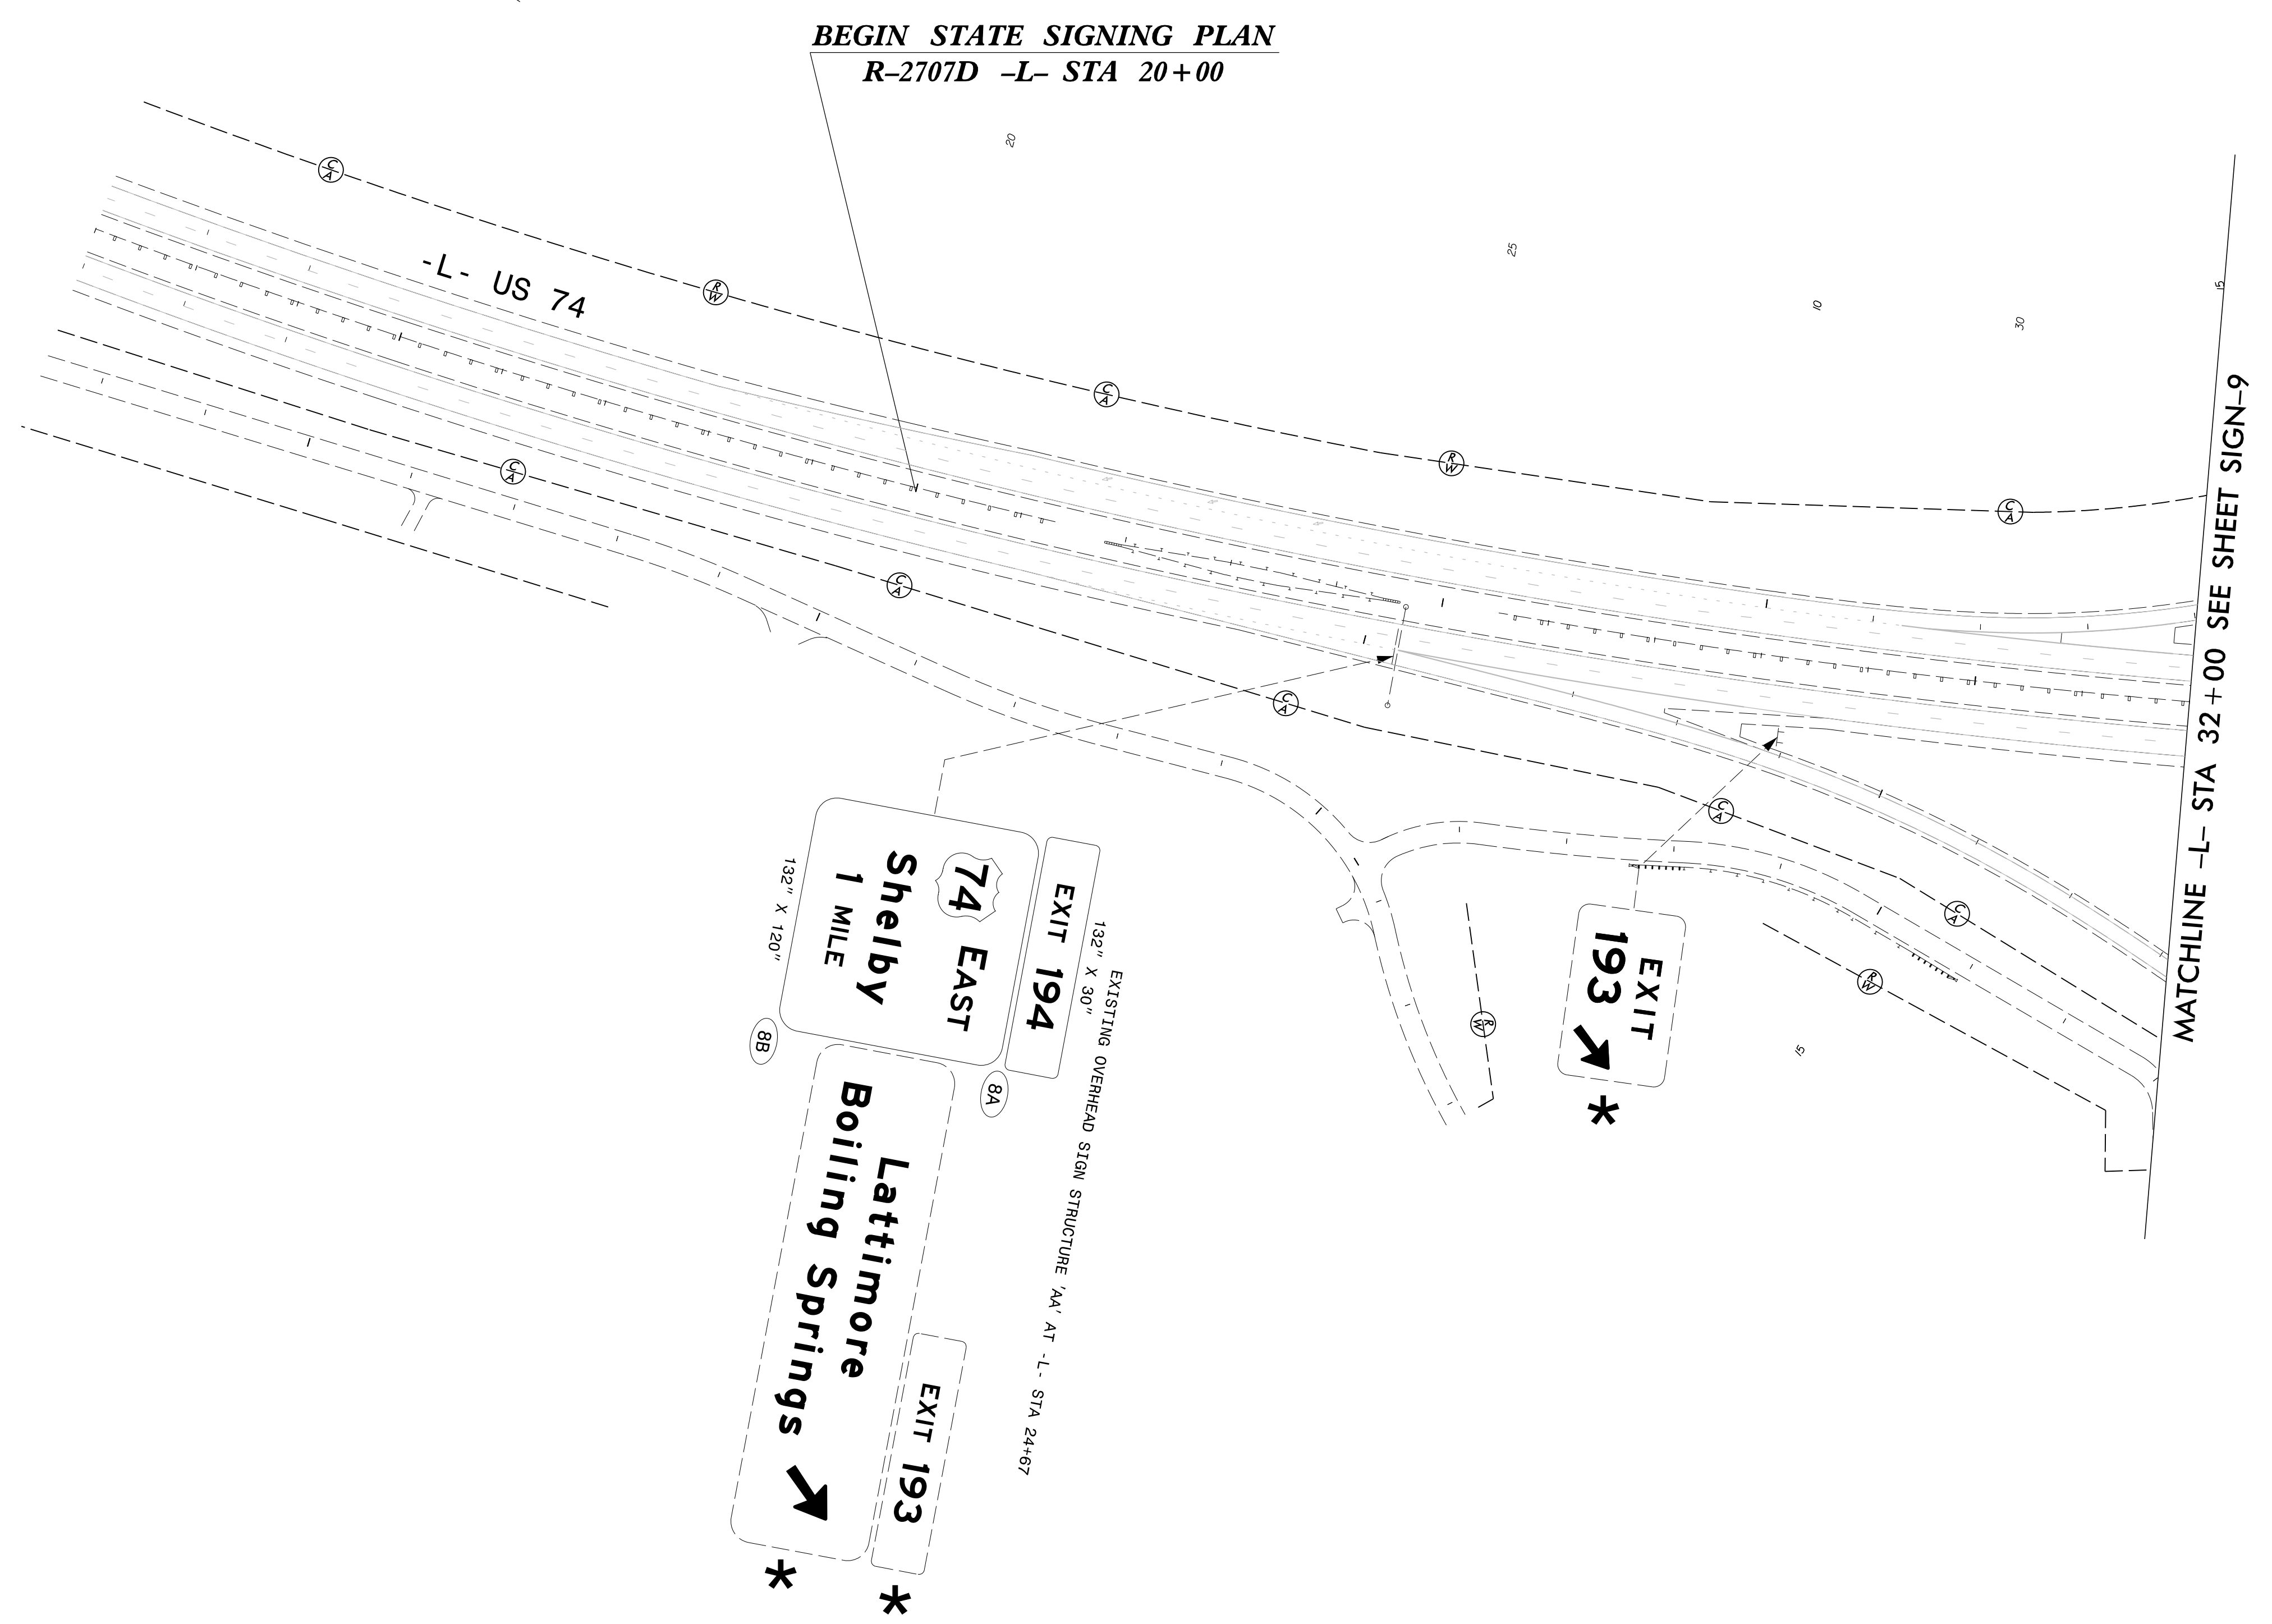 BEGIN STATE SIGNING PLAN
R–2707D –L– STA 20+00
20
25
10
30
15
C
A
R
W
C
A
R
W
C
A
-L- US 74
C
A
C
A
C
A
C
A
C
A
R
W
R
W
15
MATCHLINE –L– STA 32+00 SEE SHEET SIGN–9
EXISTING OVERHEAD SIGN STRUCTURE 'AA' AT -L- STA 24+67
132" X 30"
EXIT 194
8A
74 EAST
Shelby
1 MILE
132" X 120"
8B
EXIT 193
*
Lattimore
Boiling Springs
*
EXIT
193
*